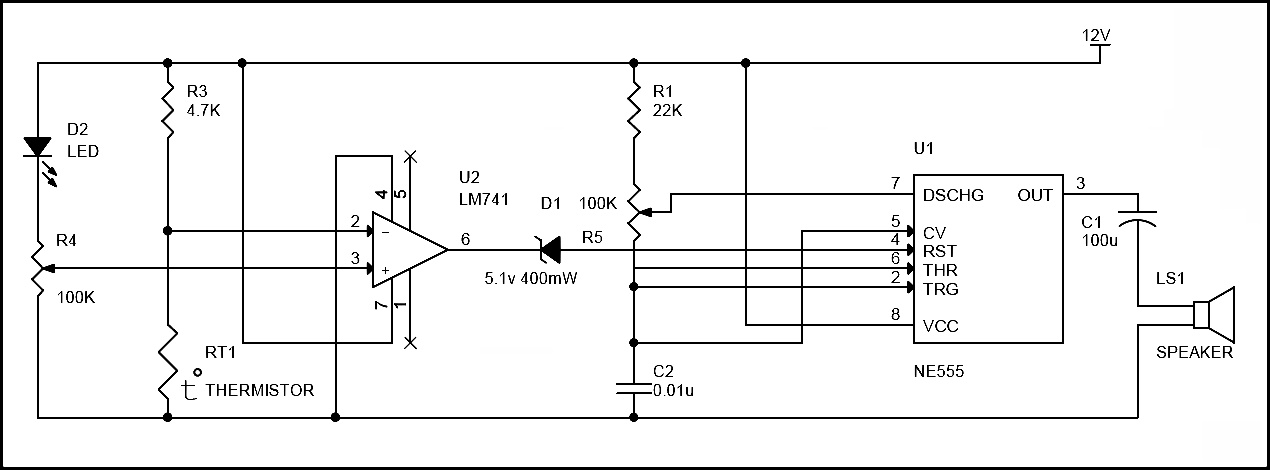 12V
R3
4.7K
R1
22K
D2
LED
U1
4
5
U2
LM741
D1
100K
7
DSCHG
OUT
3
2
−
R4
100K
3
+
6
R5
5
CV
4
RST
6
THR
2
TRG
C1
100u
5.1v 400mW
LS1
7
1
8
VCC
RT1
t°
THERMISTOR
SPEAKER
C2
0.01u
NE555